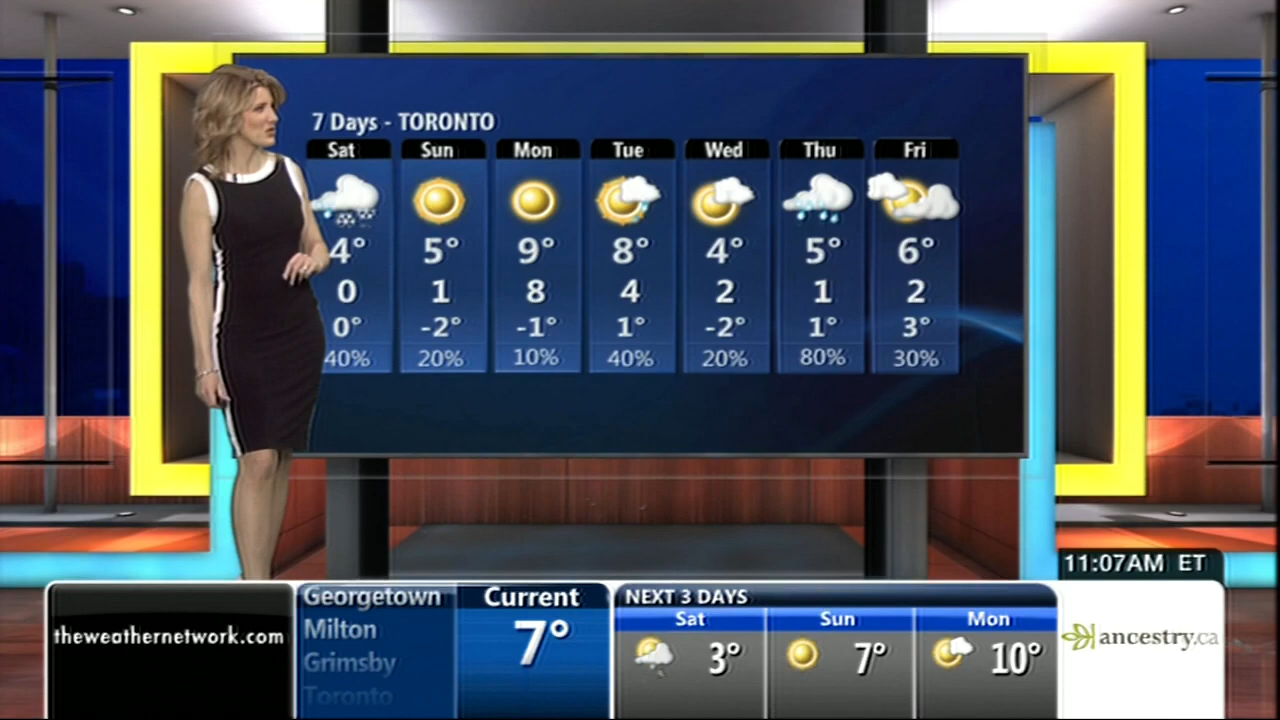 7 Days - TORONTO
Sat Sun Mon Tue Wed Thu Fri
4° 5° 9° 8° 4° 5° 6°
0 1 8 4 2 1 2
0° -2° -1° 1° -2° 1° 3°
40% 20% 10% 40% 20% 80% 30%
11:07AM ET
theweathernetwork.com
Georgetown
Milton
Grimsby
Toronto
Current
7°
NEXT 3 DAYS
Sat Sun Mon
3° 7° 10°
ancestry.ca